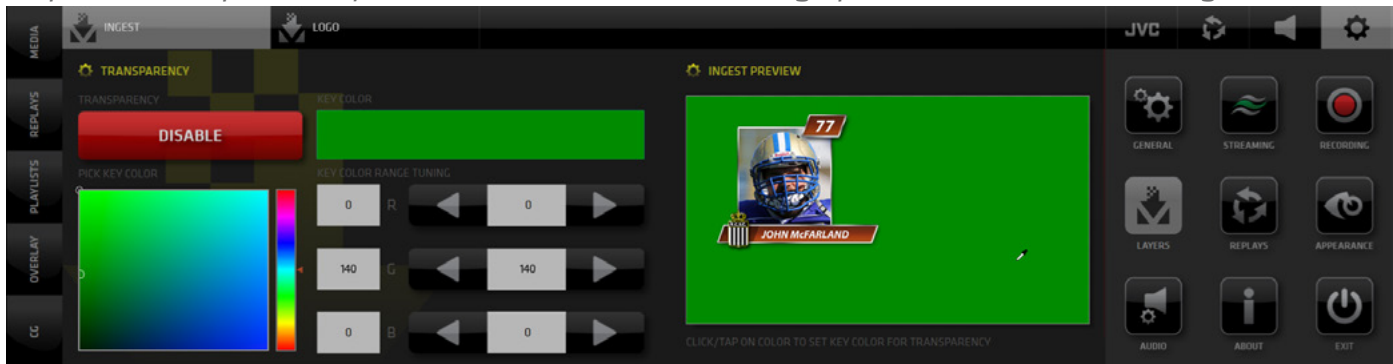 MEDIA
REPLAYS
PLAYLISTS
OVERLAY
CG
INGEST
LOGO
JVC
TRANSPARENCY
TRANSPARENCY
DISABLE
KEY COLOR
PICK KEY COLOR
KEY COLOR RANGE TUNING
0 R 0
140 G 140
0 B 0
INGEST PREVIEW
77
JOHN McFARLAND
CLICK/TAP ON COLOR TO SET KEY COLOR FOR TRANSPARENCY
GENERAL STREAMING RECORDING
LAYERS REPLAYS APPEARANCE
AUDIO ABOUT EXIT